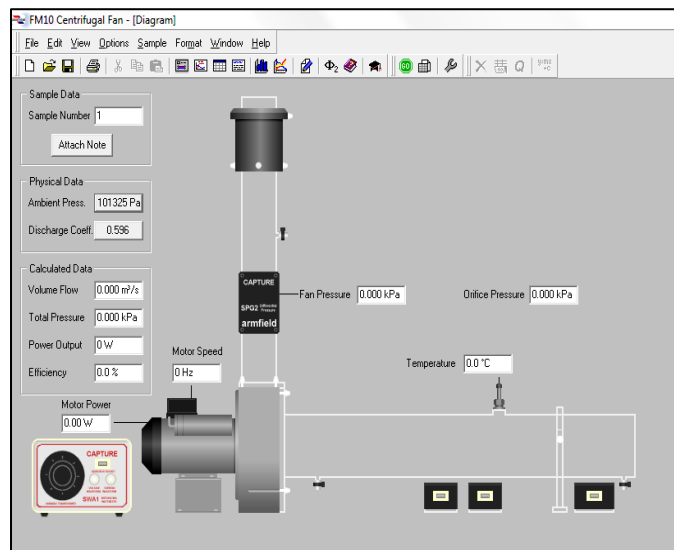 FM10 Centrifugal Fan - [Diagram]
File Edit View Options Sample Format Window Help
GO
Sample Data
Sample Number 1
Attach Note
Physical Data
Ambient Press. 101325 Pa
Discharge Coeff. 0.596
Calculated Data
Volume Flow 0.000 m³/s
Total Pressure 0.000 kPa
Power Output 0 W
Efficiency 0.0 %
CAPTURE
SPG2 Differential Pressure
armfield
Fan Pressure 0.000 kPa
Orifice Pressure 0.000 kPa
Temperature 0.0 °C
Motor Speed
0 Hz
Motor Power
0.00 W
CAPTURE
SWA1